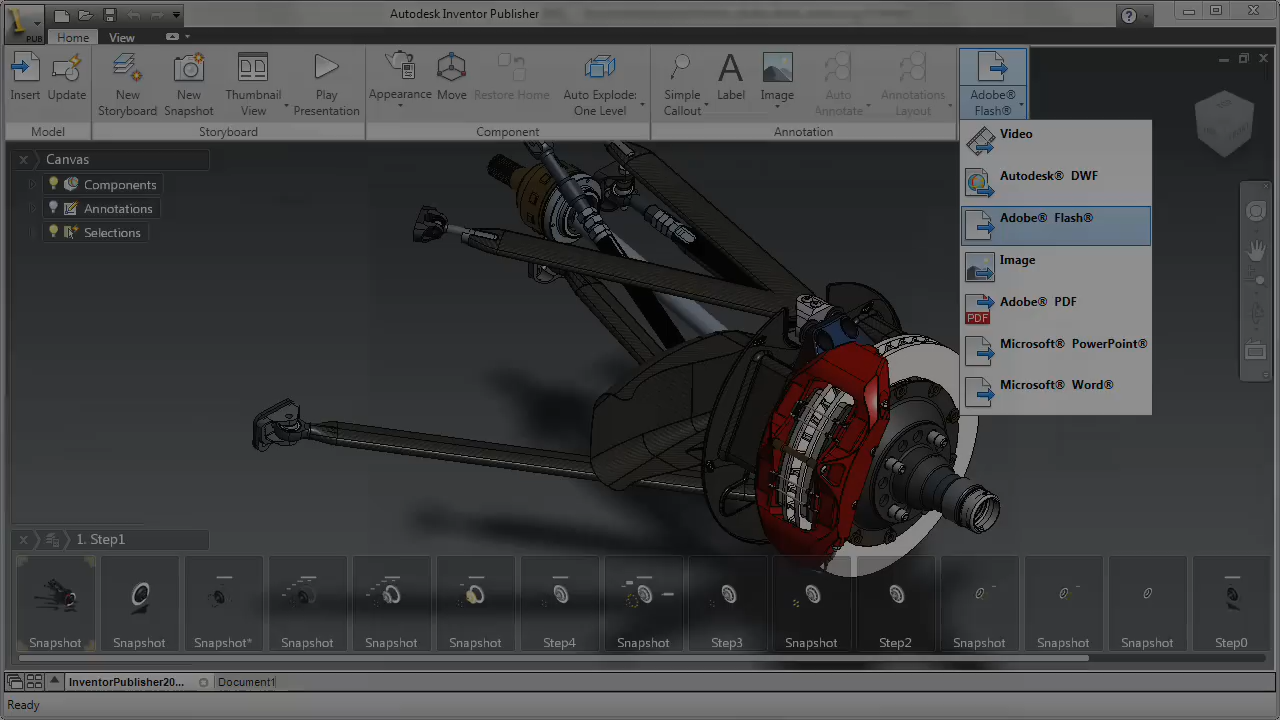 Autodesk Inventor Publisher
PUB
Home View
Insert Update New Storyboard New Snapshot Thumbnail View Play Presentation Appearance Move Restore Home Auto Explode: One Level Simple Callout Label Image Auto Annotate Annotations Layout Adobe® Flash®
Model Storyboard Component Annotation
Video
Autodesk® DWF
Adobe® Flash®
Image
Adobe® PDF
PDF
Microsoft® PowerPoint®
Microsoft® Word®
Canvas
Components
Annotations
Selections
1. Step1
Snapshot Snapshot Snapshot* Snapshot Snapshot Snapshot Step4 Snapshot Step3 Snapshot Step2 Snapshot Snapshot Snapshot Step0
InventorPublisher20... Document1
Ready